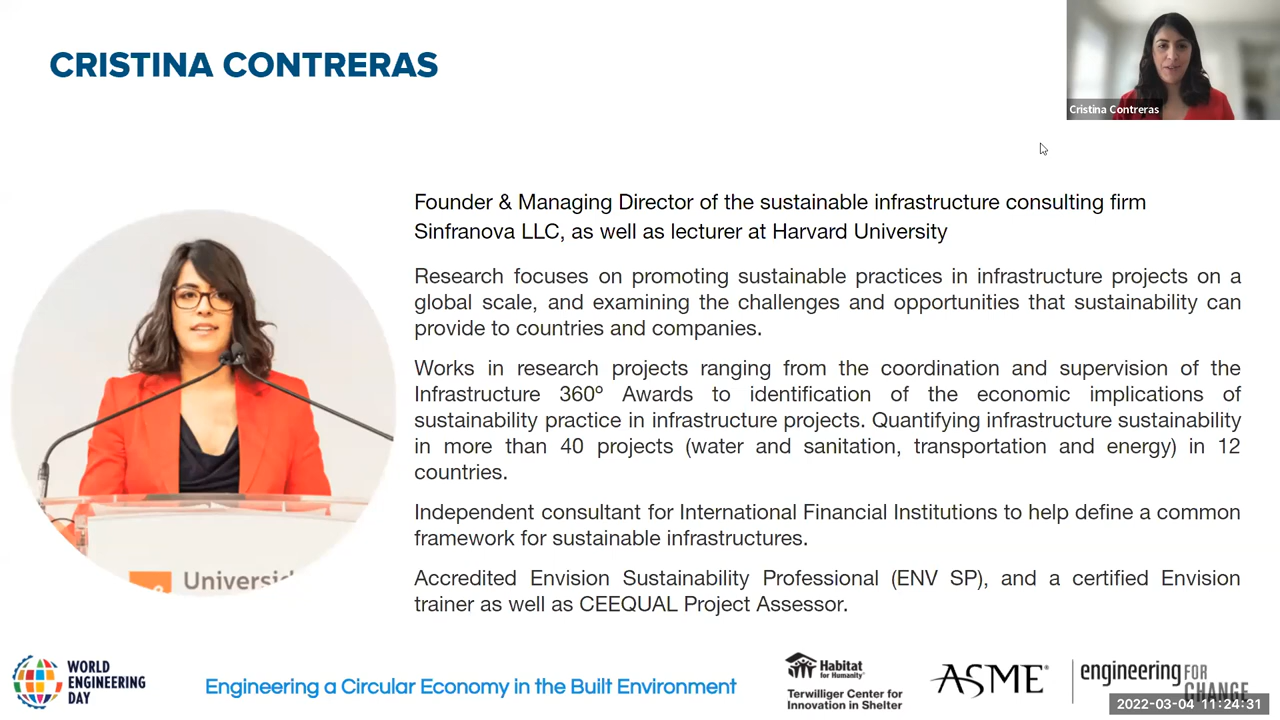 CRISTINA CONTRERAS
Cristina Contreras
Founder & Managing Director of the sustainable infrastructure consulting firm
Sinfranova LLC, as well as lecturer at Harvard University
Research focuses on promoting sustainable practices in infrastructure projects on a
global scale, and examining the challenges and opportunities that sustainability can
provide to countries and companies.
Works in research projects ranging from the coordination and supervision of the
Infrastructure 360º Awards to identification of the economic implications of
sustainability practice in infrastructure projects. Quantifying infrastructure sustainability
in more than 40 projects (water and sanitation, transportation and energy) in 12
countries.
Independent consultant for International Financial Institutions to help define a common
framework for sustainable infrastructures.
Accredited Envision Sustainability Professional (ENV SP), and a certified Envision
trainer as well as CEEQUAL Project Assessor.
WORLD
ENGINEERING
DAY
Engineering a Circular Economy in the Built Environment
Habitat
for Humanity®
Terwilliger Center for
Innovation in Shelter
ASME®
engineering FOR
CHANGE
2022-03-04 11:24:31